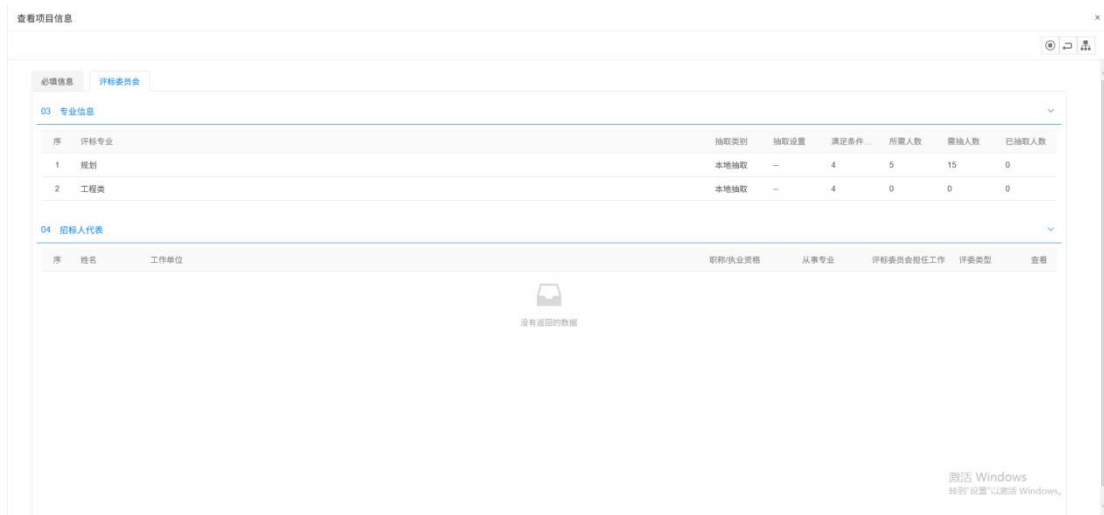 查看项目信息
必填信息 评标委员会
03 专业信息
序 评标专业 抽取类别 抽取设置 满足条件... 所需人数 需抽人数 已抽取人数
1 规划 本地抽取 -- 4 5 15 0
2 工程类 本地抽取 -- 4 0 0 0
04 招标人代表
序 姓名 工作单位 职称/执业资格 从事专业 评标委员会担任工作 评委类型 查看
没有返回的数据
激活 Windows
转到"设置"以激活 Windows。